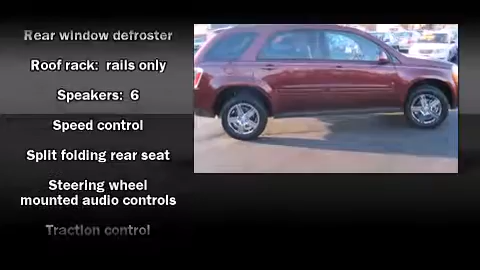 Rear window defroster
Roof rack: rails only
Speakers: 6
Speed control
Split folding rear seat
Steering wheel
mounted audio controls
Traction control